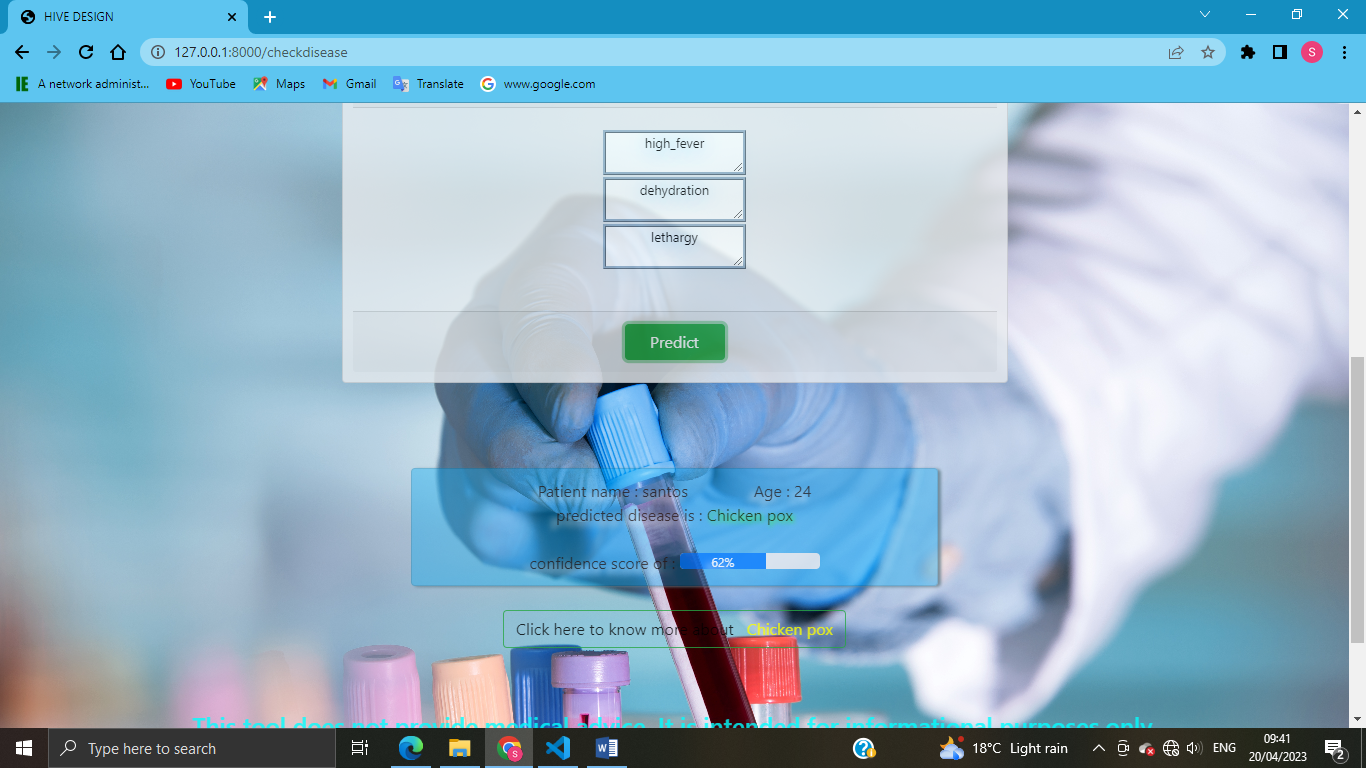 HIVE DESIGN
127.0.0.1:8000/checkdisease
S
A network administ... YouTube Maps Gmail Translate www.google.com
high_fever
dehydration
lethargy
Predict
Patient name : santos Age : 24
predicted disease is : Chicken pox
confidence score of : 62%
Click here to know more about Chicken pox
This tool does not provide medical advice. It is intended for informational purposes only
Type here to search
18°C Light rain
ENG
09:41
20/04/2023
2